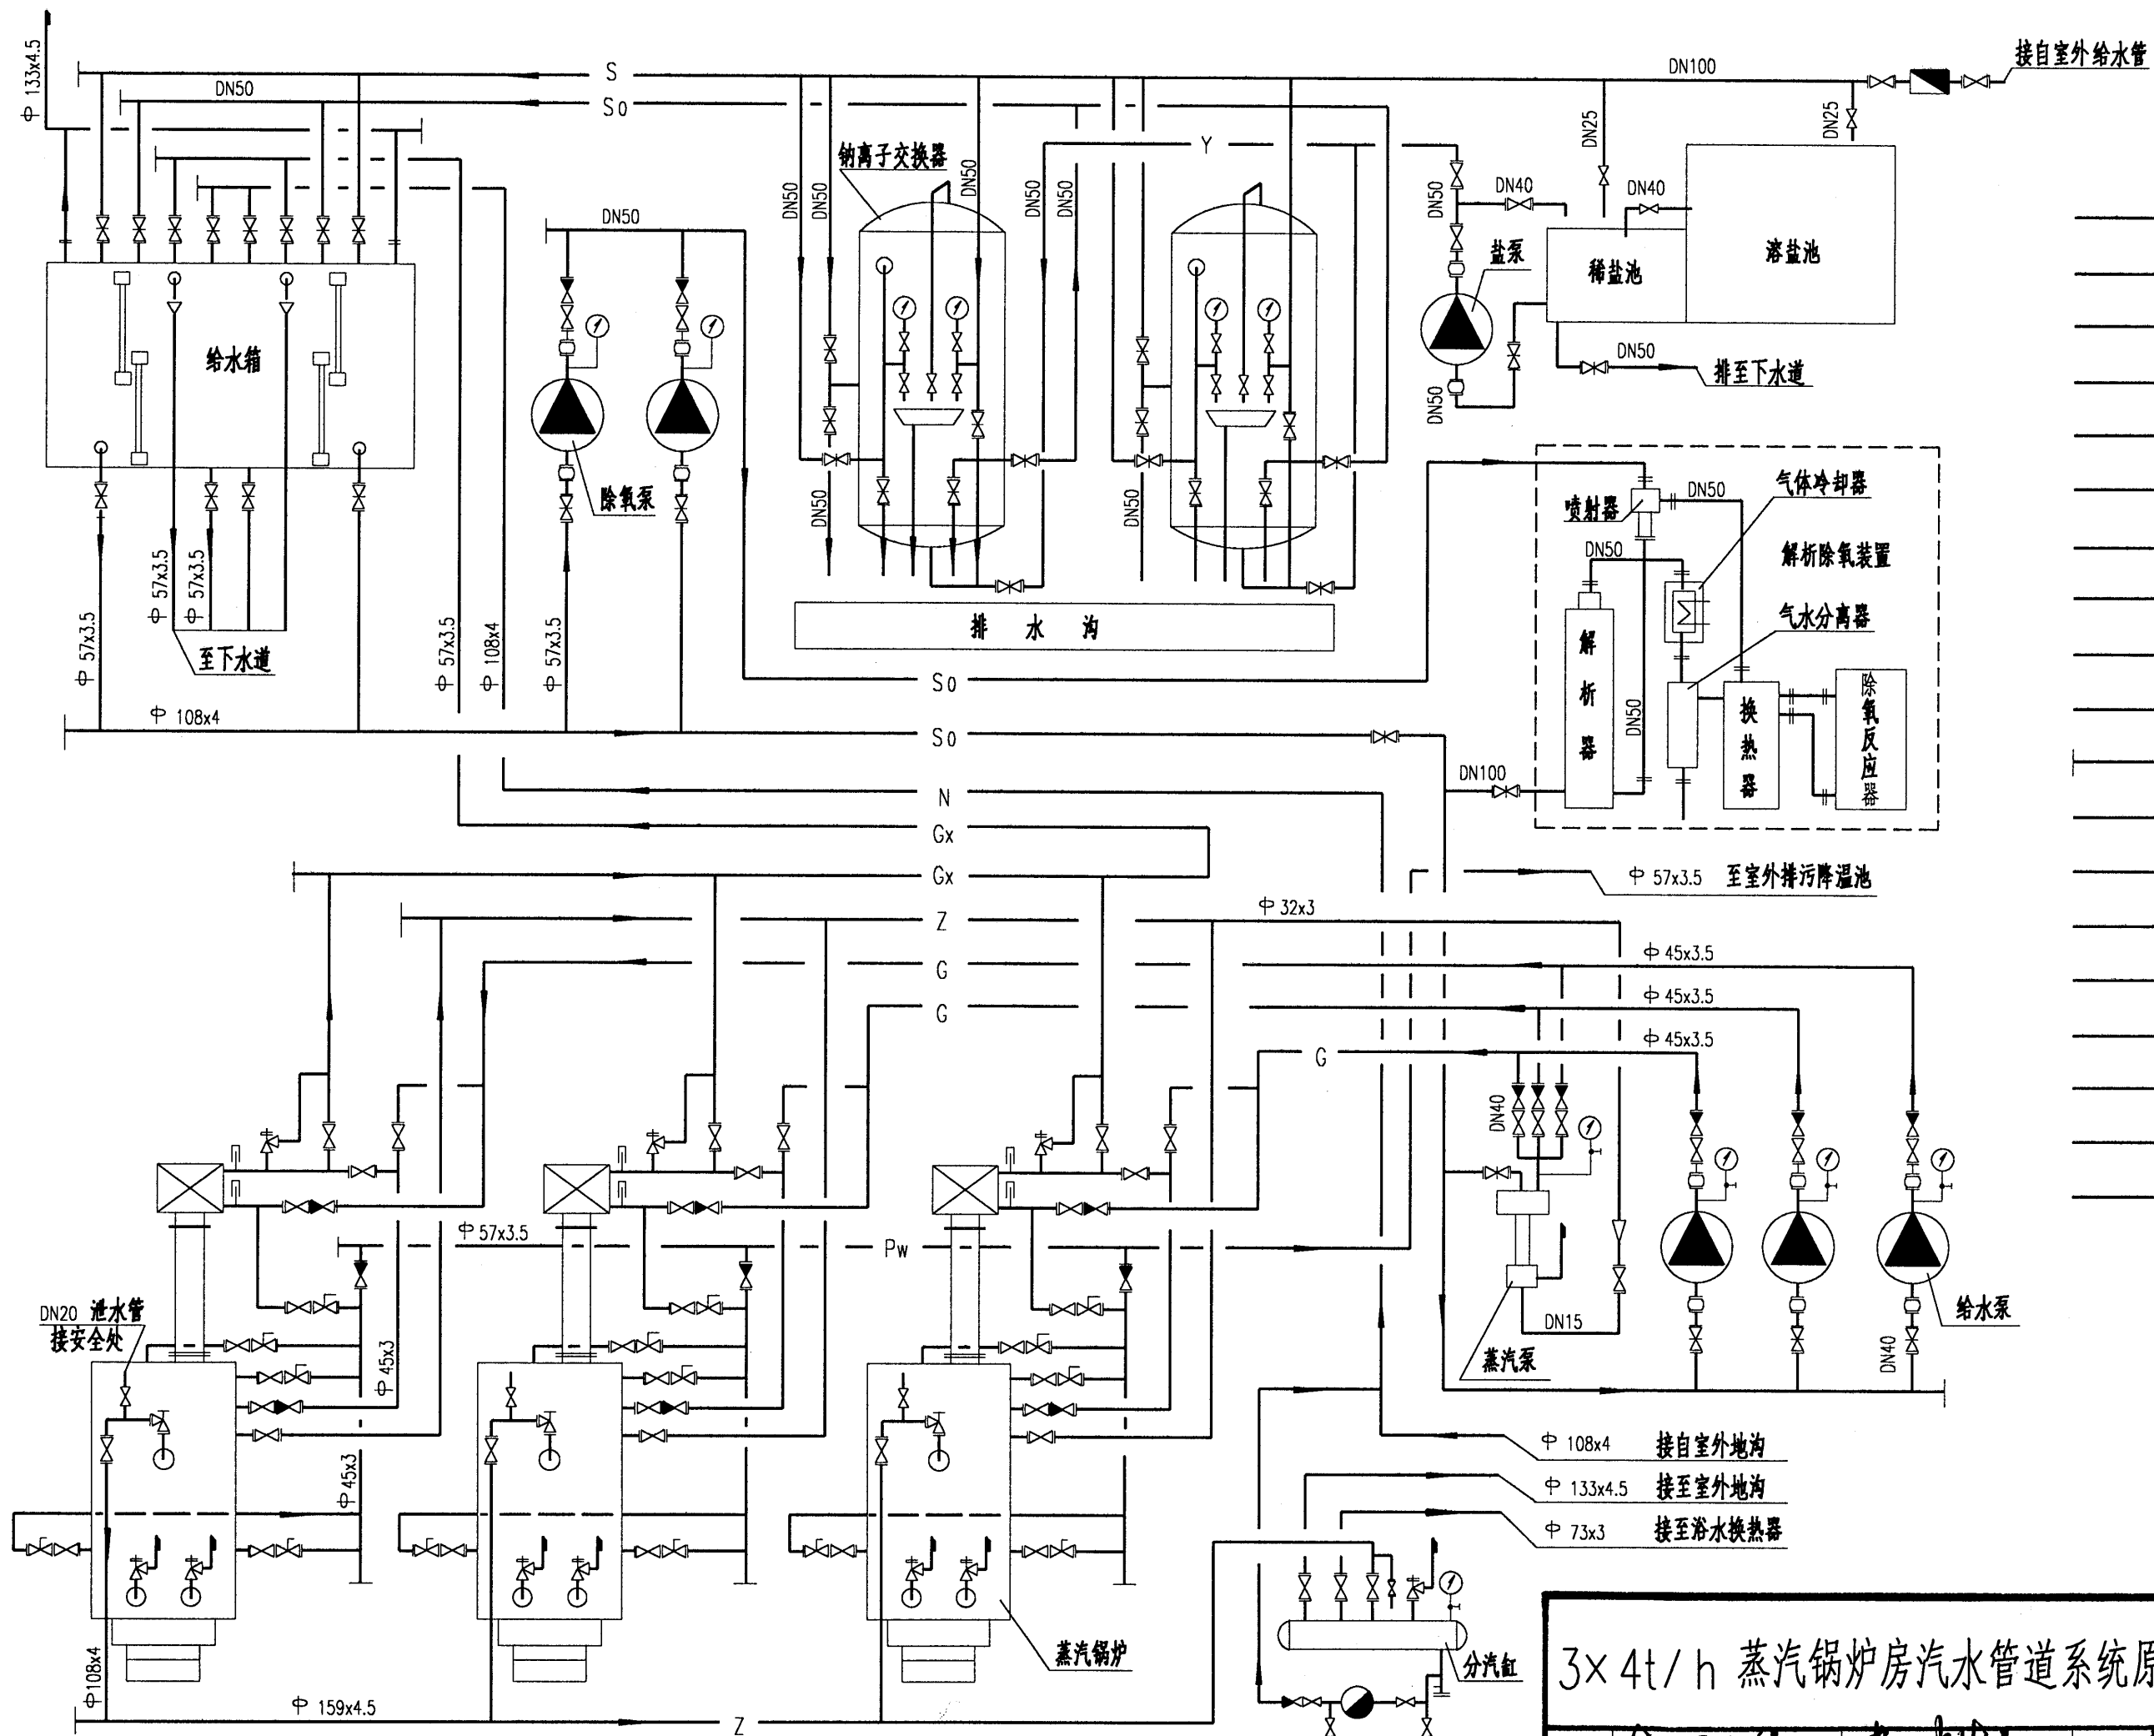 接自室外给水管
DN100
S
DN50
So
ϕ 133x4.5
DN25
DN25
Y
钠离子交换器
DN50
DN50
DN50
DN50
DN50
DN50
DN40
DN40
DN50
盐泵
稀盐池
溶盐池
给水箱
DN50
排至下水道
DN50
除氧泵
DN50
DN50
喷射器
DN50
气体冷却器
DN50
解析除氧装置
气水分离器
ϕ 57x3.5
ϕ 57x3.5
ϕ 57x3.5
至下水道
ϕ 57x3.5
ϕ 108x4
ϕ 57x3.5
排 水 沟
解析器
DN50
换热器
除氧反应器
So
ϕ 108x4
So
DN100
N
Gx
Gx
ϕ 57x3.5 至室外排污降温池
Z
ϕ 32x3
G
ϕ 45x3.5
G
ϕ 45x3.5
G
ϕ 45x3.5
DN40
ϕ 57x3.5
Pw
DN20 泄水管
接安全处
ϕ 45x3
DN15
蒸汽泵
给水泵
DN40
ϕ 45x3
ϕ 108x4 接自室外地沟
ϕ 133x4.5 接至室外地沟
ϕ 73x3 接至浴水换热器
蒸汽锅炉
分汽缸
ϕ108x4
ϕ 159x4.5
Z
3×4t/h 蒸汽锅炉房汽水管道系统原